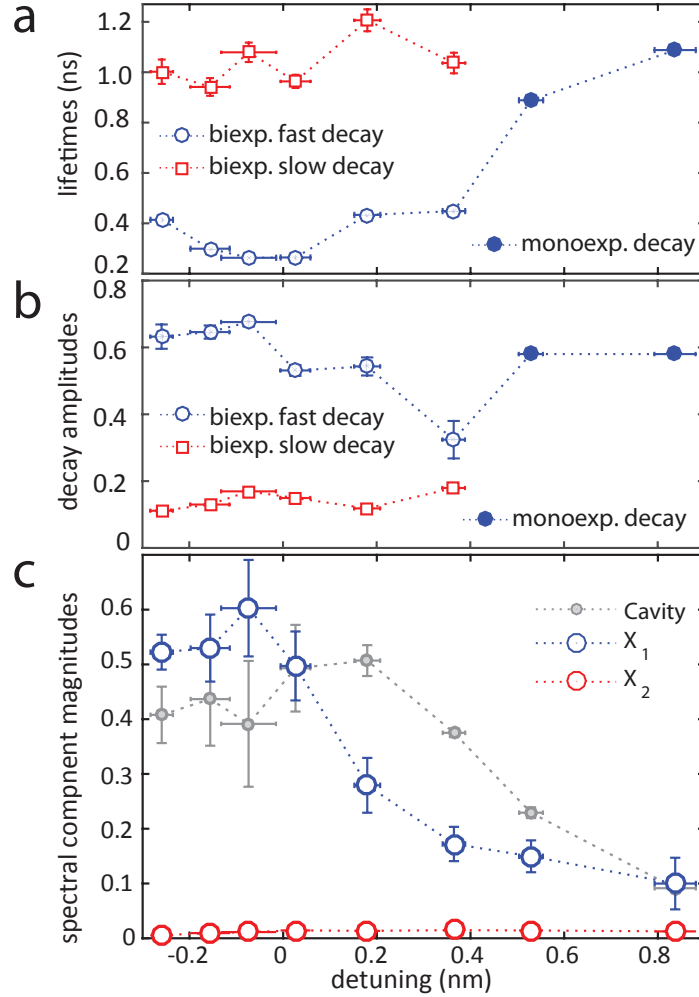 a
1.2
1.0
0.8
0.6
0.4
0.2
lifetimes (ns)
biexp. fast decay
biexp. slow decay
monoexp. decay
b
0.8
0.6
0.4
0.2
0
decay amplitudes
biexp. fast decay
biexp. slow decay
monoexp. decay
c
0.6
0.5
0.4
0.3
0.2
0.1
0
spectral compnent magnitudes
Cavity
X1
X2
-0.2 0 0.2 0.4 0.6 0.8
detuning (nm)